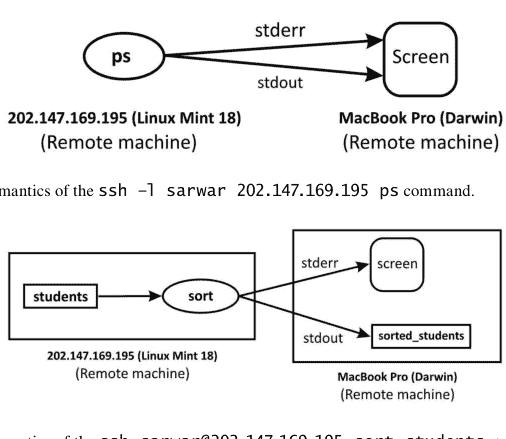 stderr
ps
Screen
stdout
202.147.169.195 (Linux Mint 18)
MacBook Pro (Darwin)
(Remote machine)
(Remote machine)
mantics of the ssh -l sarwar 202.147.169.195 ps command.
stderr
screen
students
sort
stdout
sorted_students
202.147.169.195 (Linux Mint 18)
(Remote machine)
MacBook Pro (Darwin)
(Remote machine)